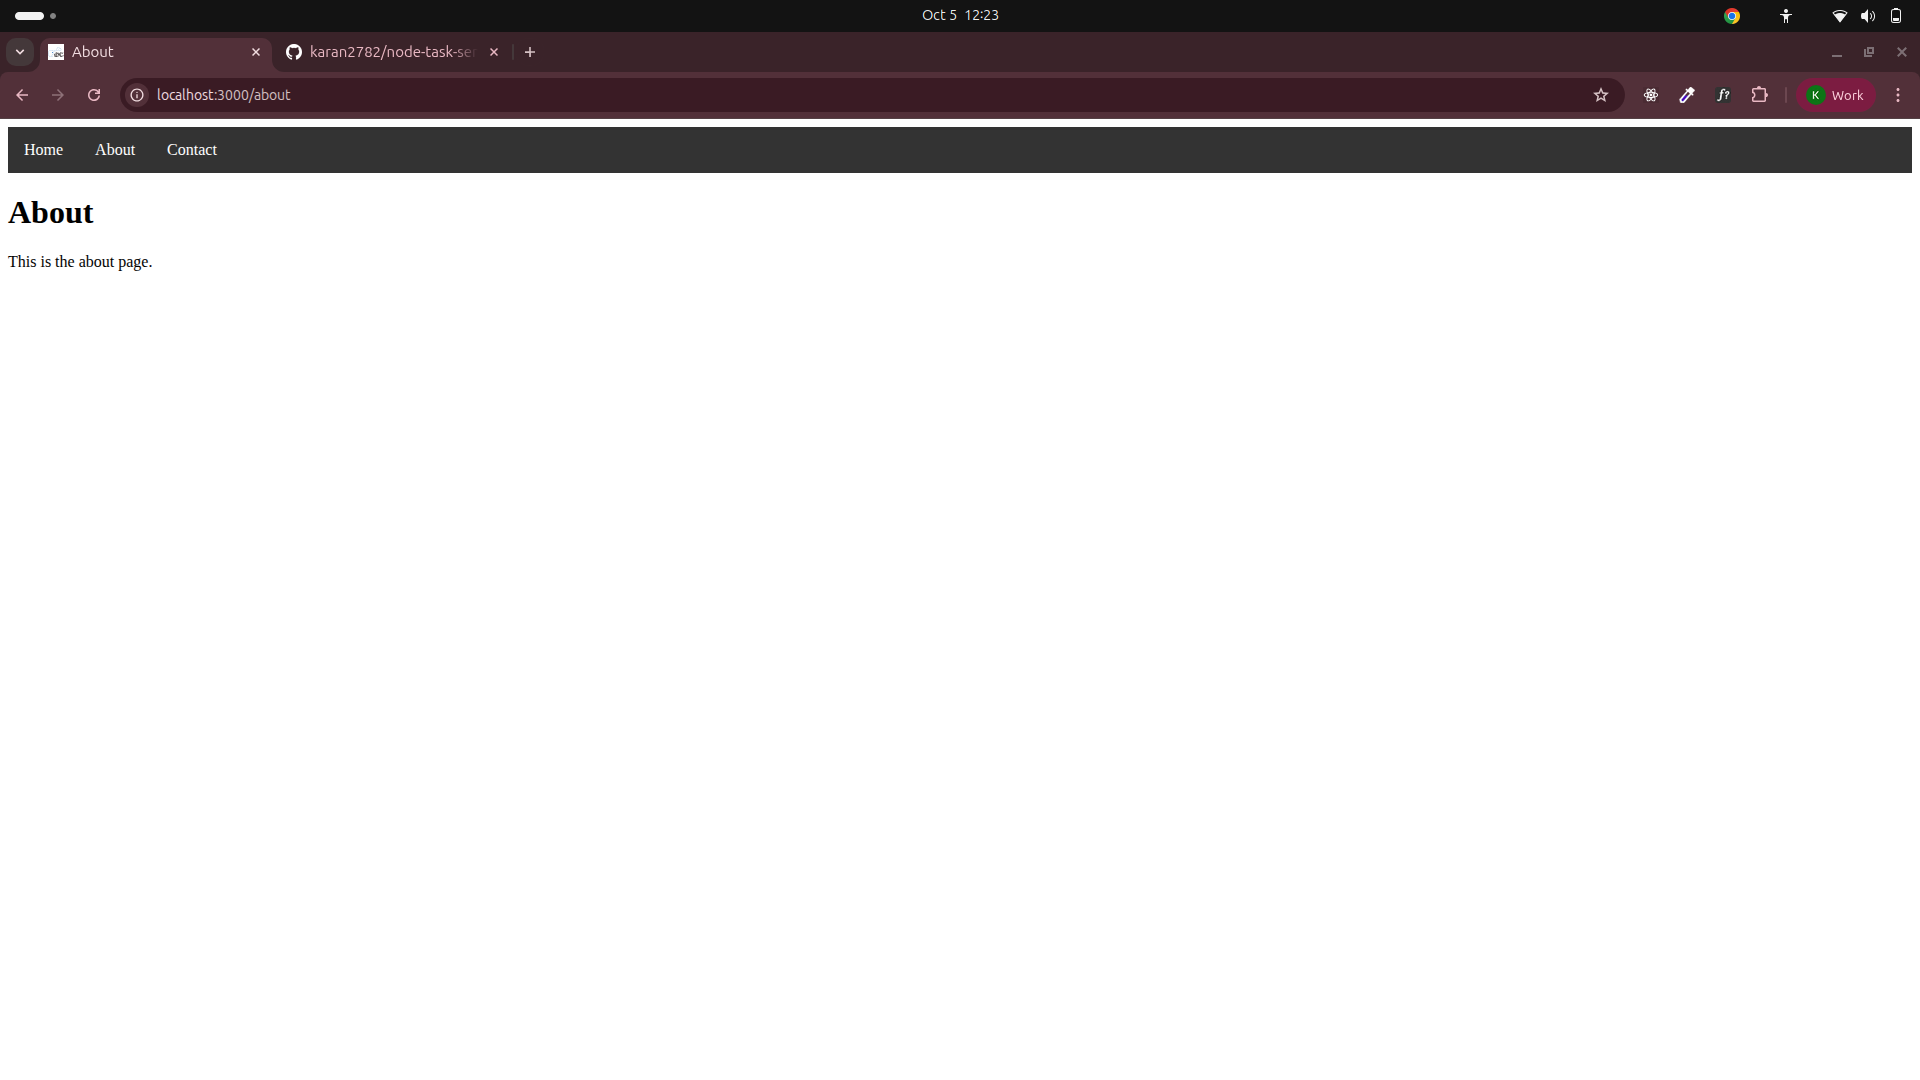 Oct 5 12:23
About
karan2782/node-task-ser
localhost:3000/about
f?
K Work
Home About Contact
About
This is the about page.